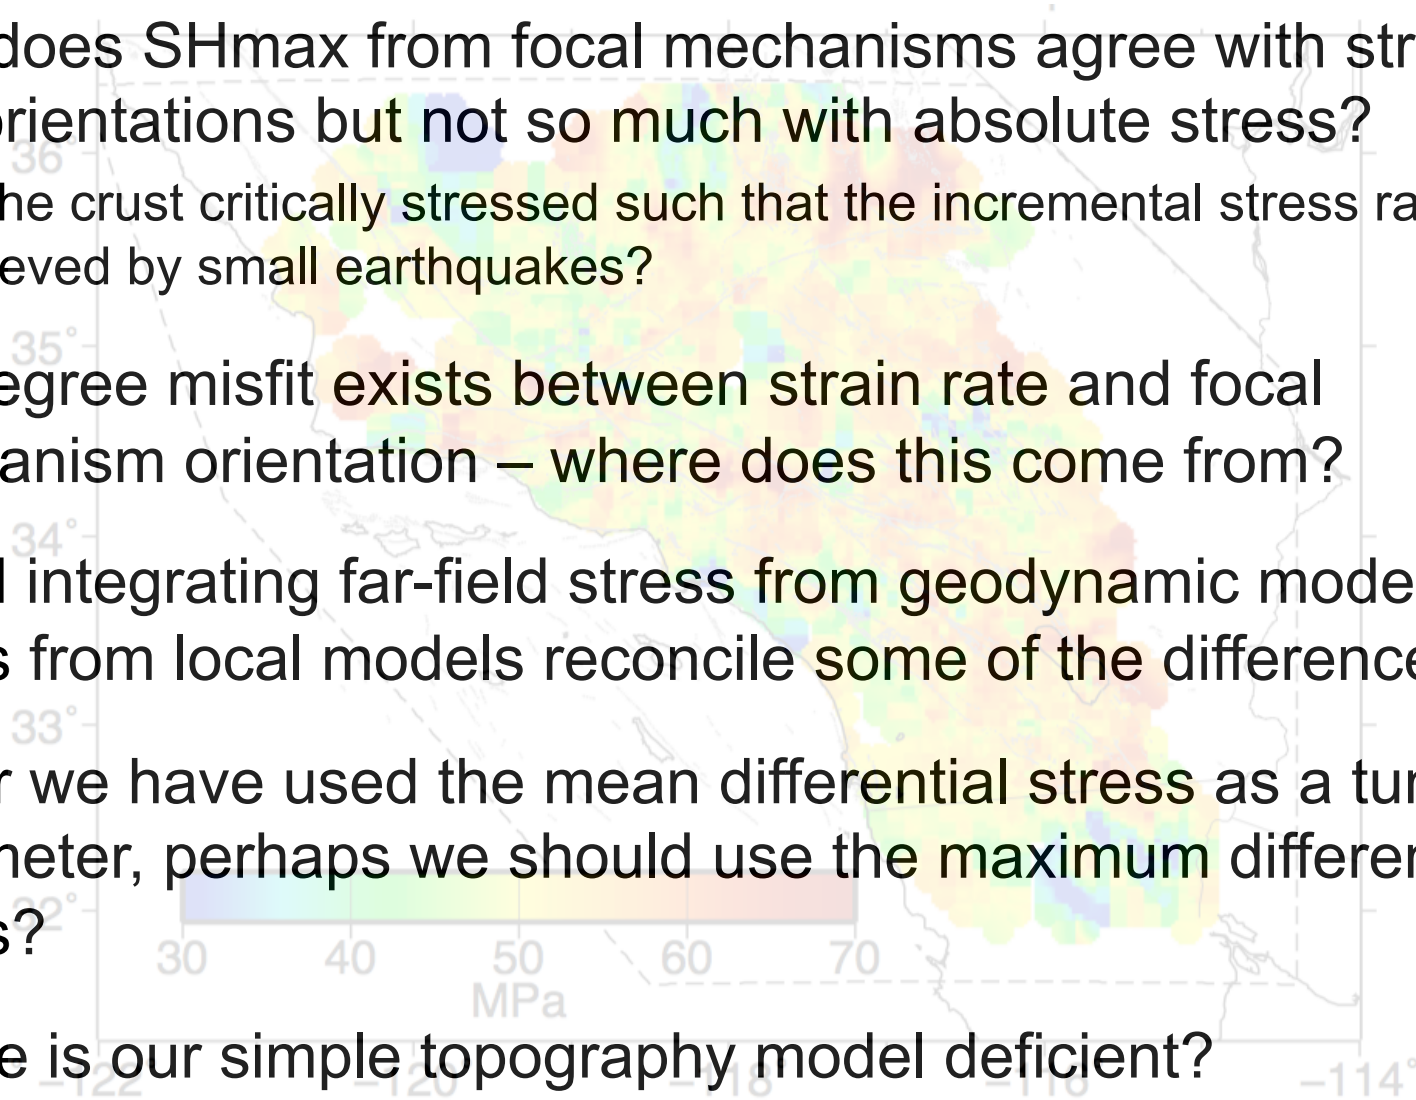 does SHmax from focal mechanisms agree with str
orientations but not so much with absolute stress?
36°
he crust critically stressed such that the incremental stress ra
eved by small earthquakes?
35°
egree misfit exists between strain rate and focal
anism orientation – where does this come from?
34°
integrating far-field stress from geodynamic mode
s from local models reconcile some of the difference
33°
r we have used the mean differential stress as a tur
neter, perhaps we should use the maximum differer
32°
s?
30 40 50 60 70
MPa
e is our simple topography model deficient?
−122° −120° −118° −116° −114°